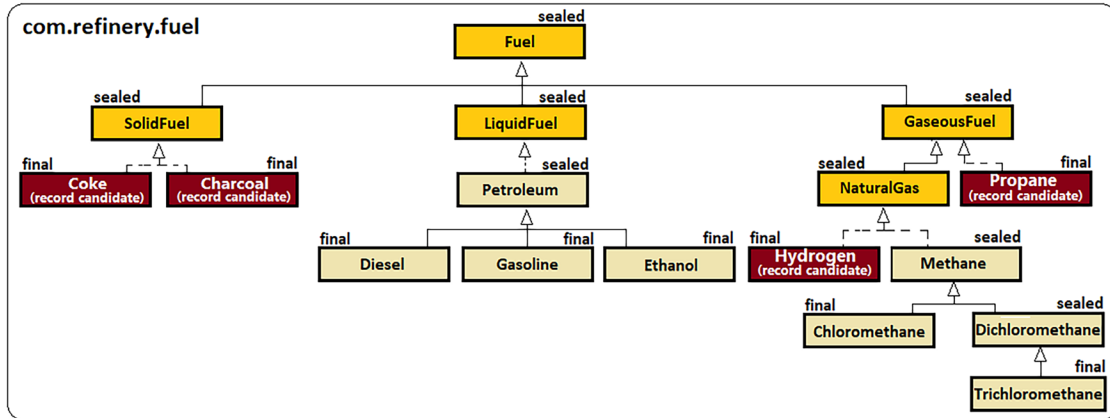 com.refinery.fuel
sealed
Fuel
sealed
SolidFuel
sealed
LiquidFuel
sealed
GaseousFuel
final
Coke
(record candidate)
final
Charcoal
(record candidate)
sealed
Petroleum
sealed
NaturalGas
final
Propane
(record candidate)
final
Diesel
final
Gasoline
final
Ethanol
final
Hydrogen
(record candidate)
sealed
Methane
final
Chloromethane
sealed
Dichloromethane
final
Trichloromethane